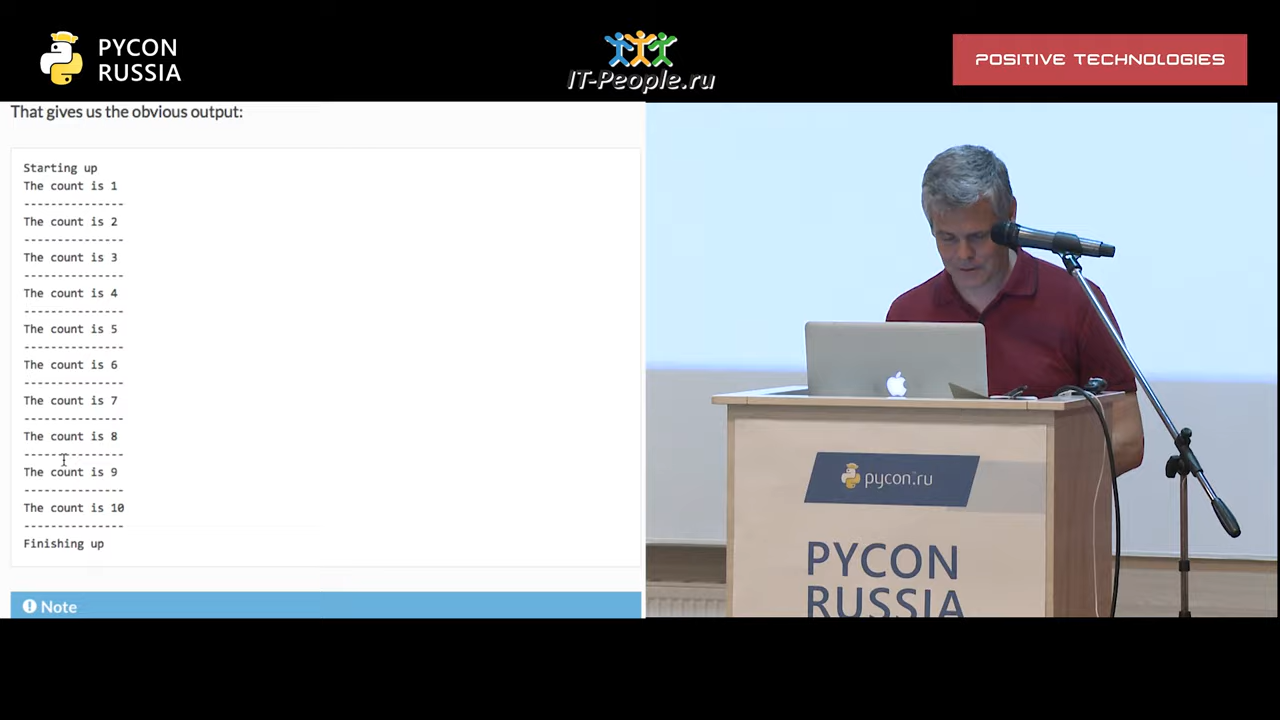 PYCON
RUSSIA
IT-People.ru
POSITIVE TECHNOLOGIES
That gives us the obvious output:
Starting up
The count is 1
---------------
The count is 2
---------------
The count is 3
---------------
The count is 4
---------------
The count is 5
---------------
The count is 6
---------------
The count is 7
---------------
The count is 8
---------------
The count is 9
---------------
The count is 10
---------------
Finishing up
Note
pycon.ru
PYCON
RUSSIA